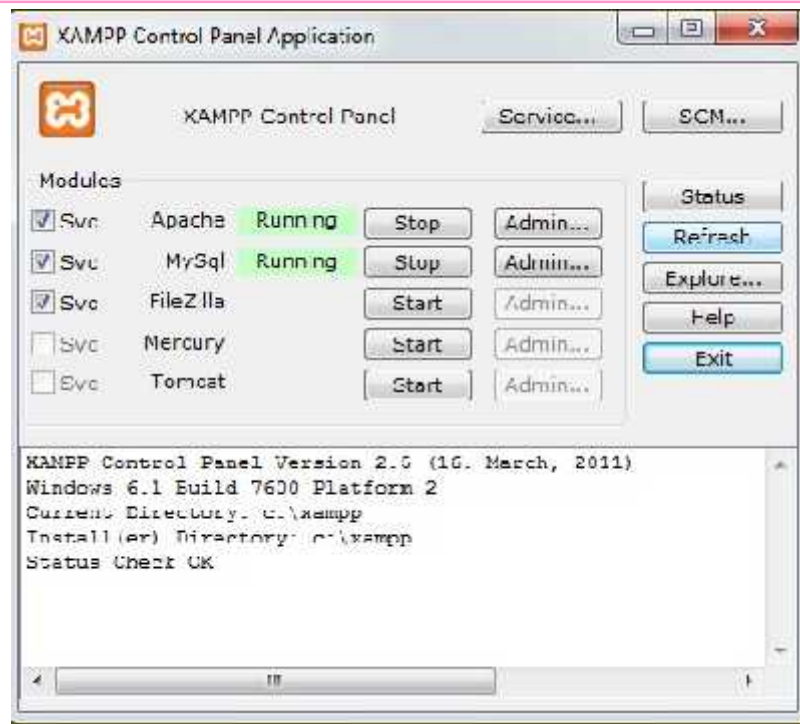 XAMPP Control Panel Application
XAMPP Control Panel Service... SCM...
Modules
Status
Svc Apache Running Stop Admin...
Refresh
Svc MySql Running Stop Admin...
Explore...
Svc FileZilla Start Admin...
Help
Svc Mercury Start Admin...
Exit
Svc Tomcat Start Admin...
XAMPP Control Panel Version (16. March, 2011)
Windows 6.1 Build 7600 Platform 2
Current Directory: c:\xampp
Install(er) Directory: c:\xampp
Status Check OK